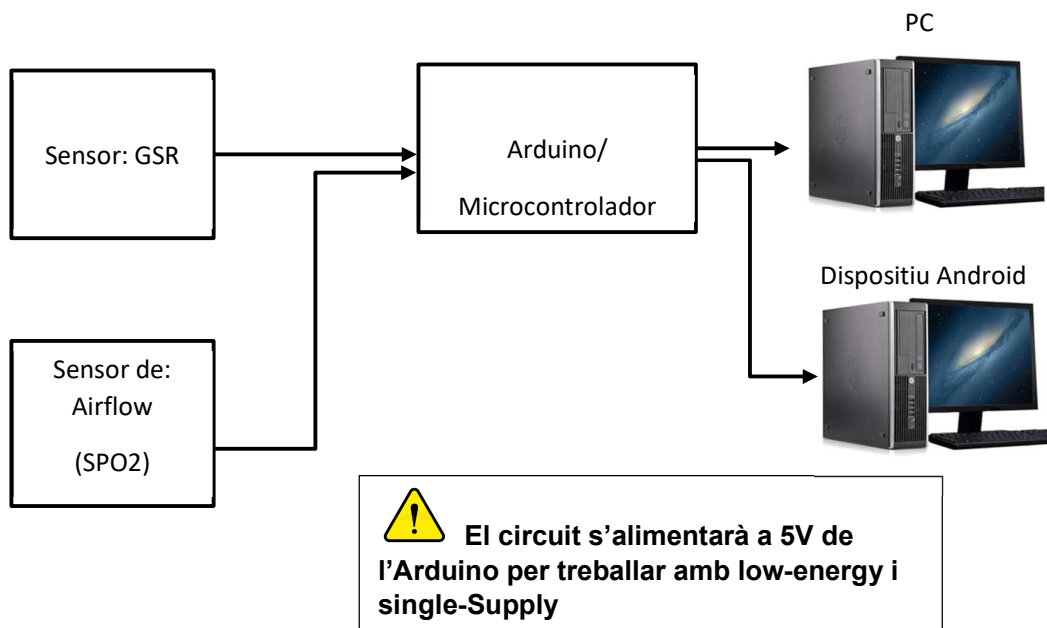 PC
Sensor: GSR
Arduino/
Microcontrolador
Dispositiu Android
Sensor de:
Airflow
(SPO2)
El circuit s’alimentarà a 5V de
l’Arduino per treballar amb low-energy i
single-Supply